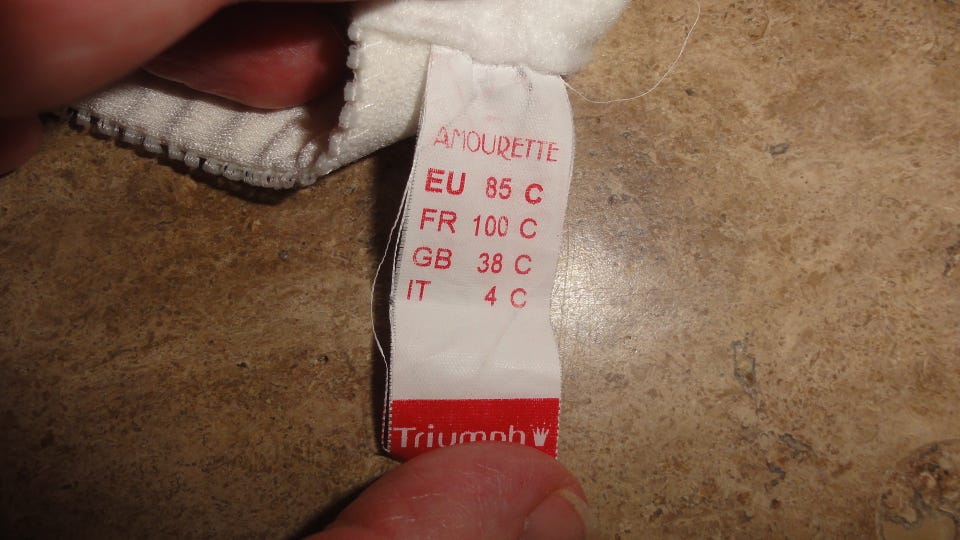 AMOURETTE
EU 85 C
FR 100 C
GB 38 C
IT 4 C
Triumph